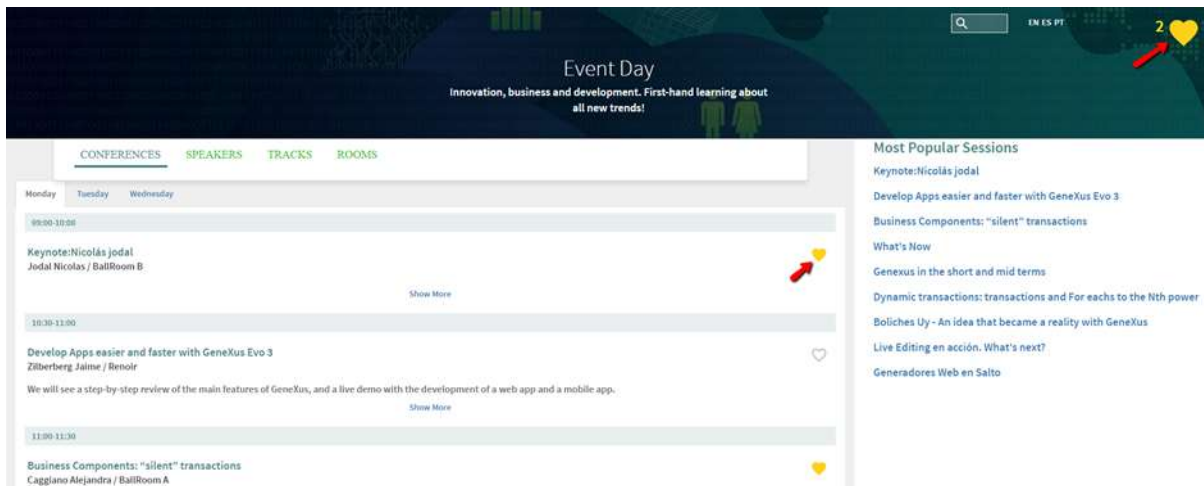 EN ES PT
2
Event Day
Innovation, business and development. First-hand learning about
all new trends!
CONFERENCES SPEAKERS TRACKS ROOMS
Monday Tuesday Wednesday
09:00-10:00
Keynote:Nicolás jodal
Jodal Nicolas / BallRoom B
Show More
10:30-11:00
Develop Apps easier and faster with GeneXus Evo 3
Zilberberg Jaime / Renoir
We will see a step-by-step review of the main features of GeneXus, and a live demo with the development of a web app and a mobile app.
Show More
11:00-11:30
Business Components: “silent” transactions
Caggiano Alejandra / BallRoom A
Most Popular Sessions
Keynote:Nicolás jodal
Develop Apps easier and faster with GeneXus Evo 3
Business Components: “silent” transactions
What's Now
Genexus in the short and mid terms
Dynamic transactions: transactions and For eachs to the Nth power
Boliches Uy - An idea that became a reality with GeneXus
Live Editing en acción. What's next?
Generadores Web en Salto